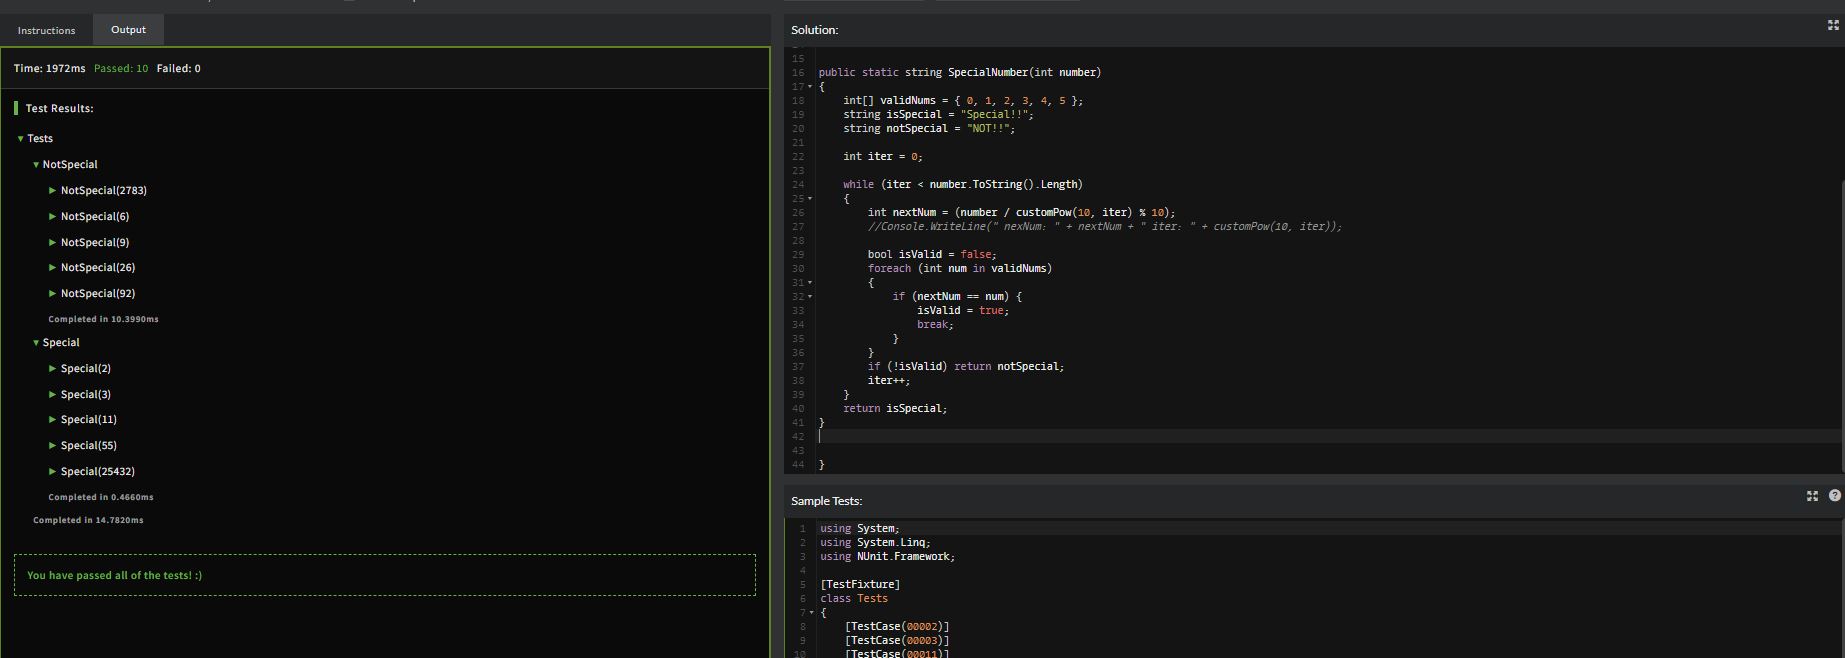 Instructions
Output
Time: 1972ms Passed: 10 Failed: 0
Test Results:
Tests
NotSpecial
NotSpecial(2783)
NotSpecial(6)
NotSpecial(9)
NotSpecial(26)
NotSpecial(92)
Completed in 10.3990ms
Special
Special(2)
Special(3)
Special(11)
Special(55)
Special(25432)
Completed in 0.4660ms
Completed in 14.7820ms
You have passed all of the tests! :)
Solution:
15
16 public static string SpecialNumber(int number)
17 {
18 int[] validNums = { 0, 1, 2, 3, 4, 5 };
19 string isSpecial = "Special!!";
20 string notSpecial = "NOT!!";
21
22 int iter = 0;
23
24 while (iter < number.ToString().Length)
25 {
26 int nextNum = (number / customPow(10, iter) % 10);
27 //Console.WriteLine(" nexNum: " + nextNum + " iter: " + customPow(10, iter));
28
29 bool isValid = false;
30 foreach (int num in validNums)
31 {
32 if (nextNum == num) {
33 isValid = true;
34 break;
35 }
36 }
37 if (!isValid) return notSpecial;
38 iter++;
39 }
40 return isSpecial;
41 }
42
43
44 }
Sample Tests:
1 using System;
2 using System.Linq;
3 using NUnit.Framework;
4
5 [TestFixture]
6 class Tests
7 {
8 [TestCase(00002)]
9 [TestCase(00003)]
10 [TestCase(00011)]